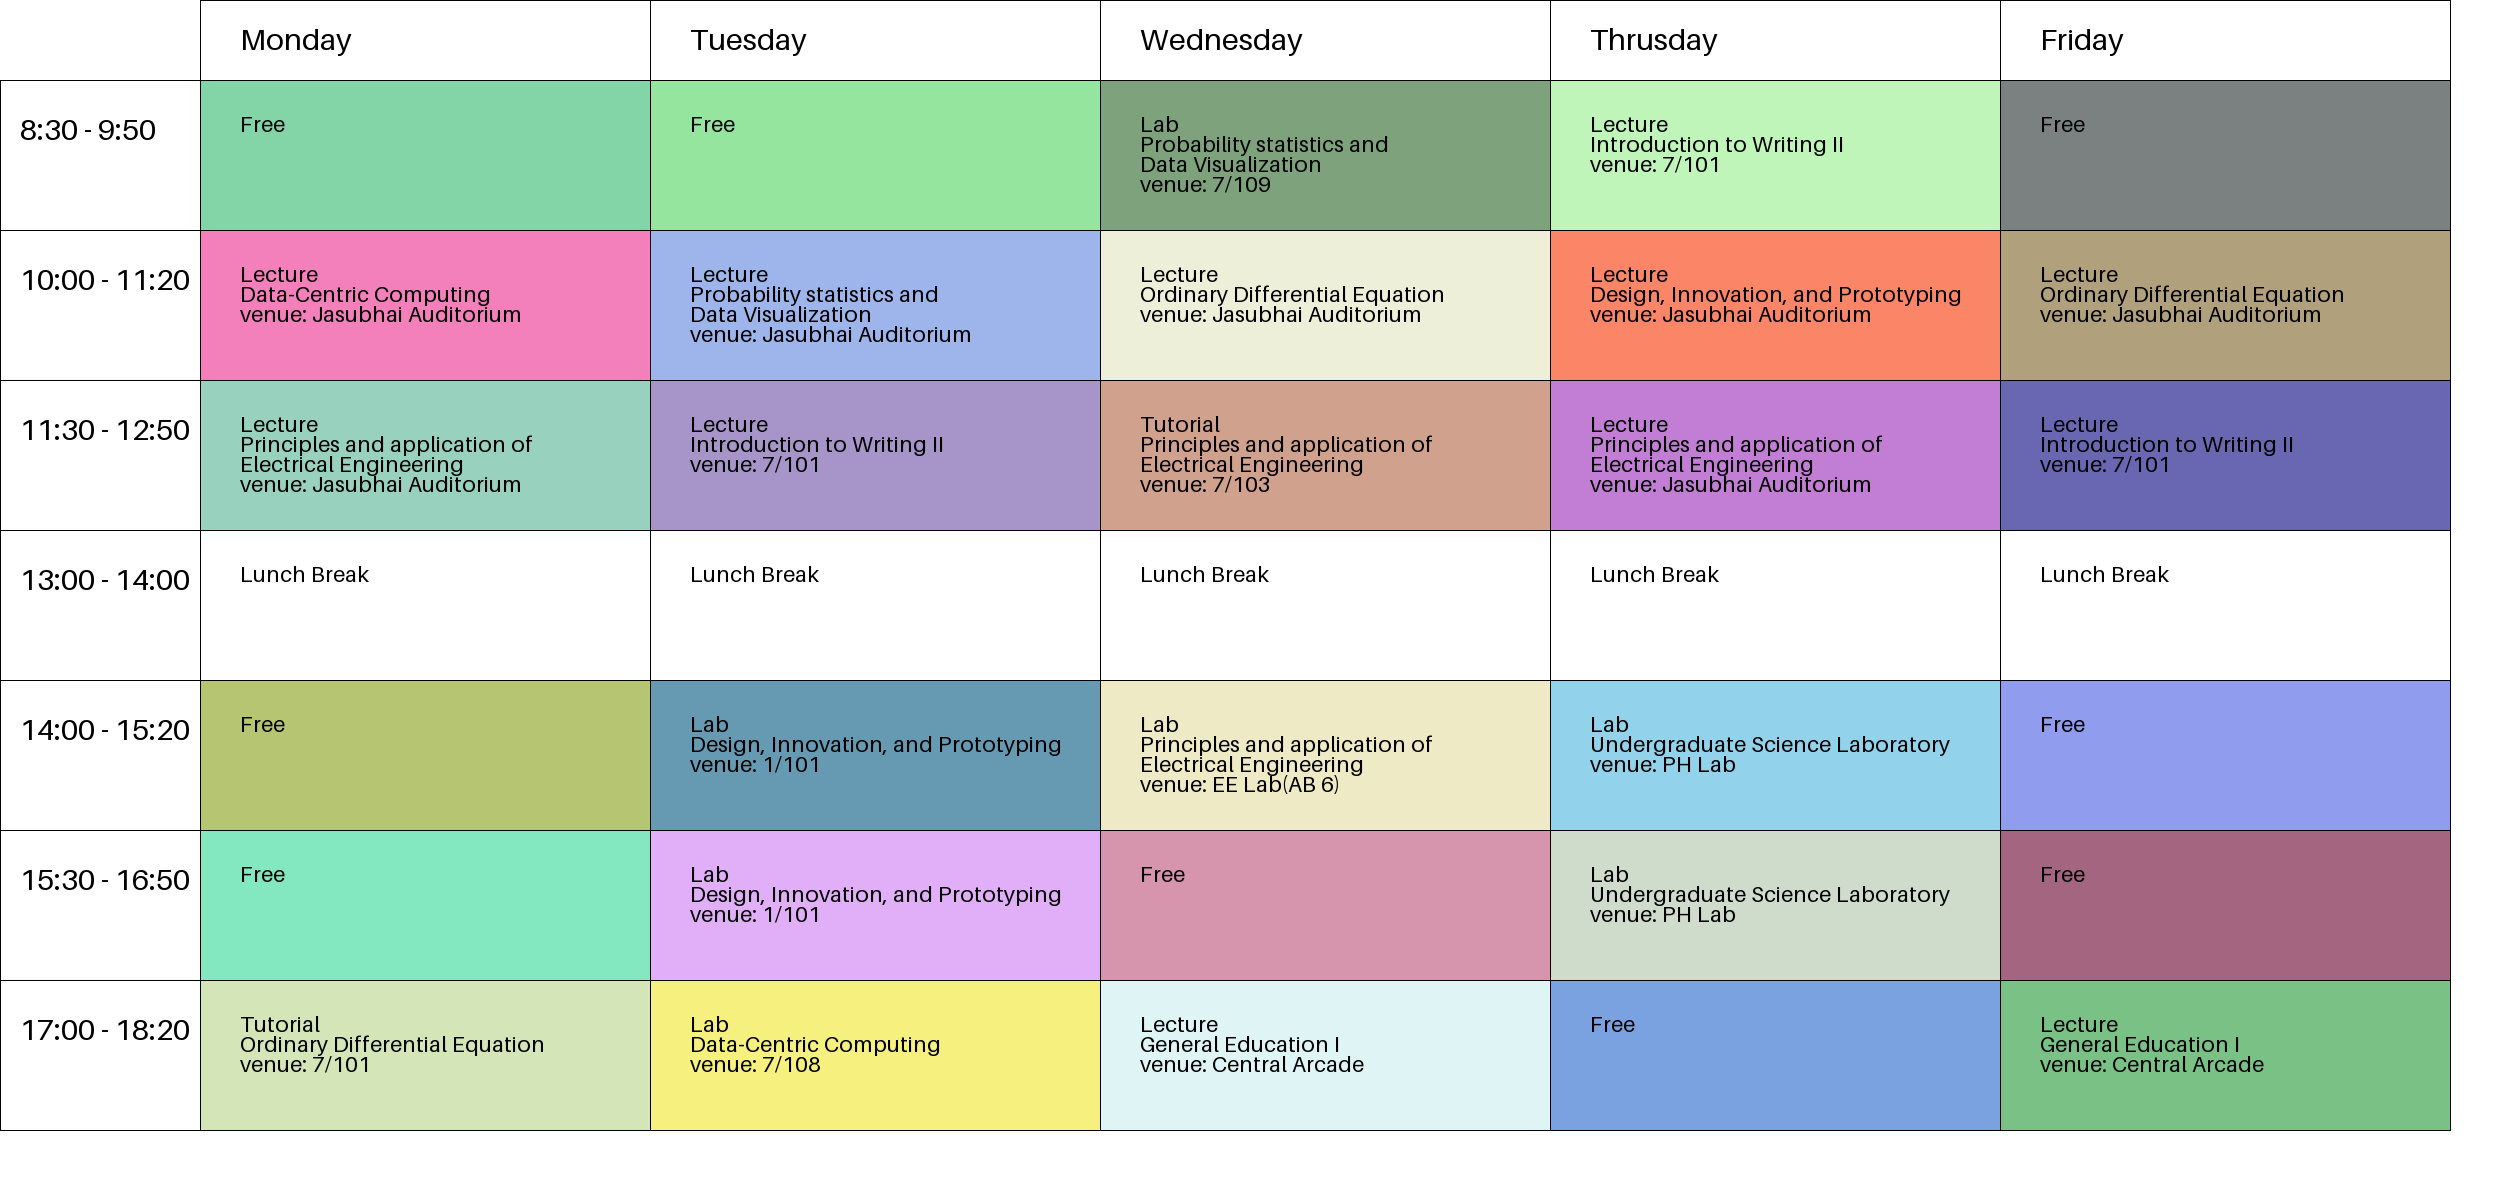 Monday
Tuesday
Wednesday
Thrusday
Friday
8:30 - 9:50
Free
Free
Lab
Probability statistics and
Data Visualization
venue: 7/109
Lecture
Introduction to Writing II
venue: 7/101
Free
10:00 - 11:20
Lecture
Data-Centric Computing
venue: Jasubhai Auditorium
Lecture
Probability statistics and
Data Visualization
venue: Jasubhai Auditorium
Lecture
Ordinary Differential Equation
venue: Jasubhai Auditorium
Lecture
Design, Innovation, and Prototyping
venue: Jasubhai Auditorium
Lecture
Ordinary Differential Equation
venue: Jasubhai Auditorium
11:30 - 12:50
Lecture
Principles and application of
Electrical Engineering
venue: Jasubhai Auditorium
Lecture
Introduction to Writing II
venue: 7/101
Tutorial
Principles and application of
Electrical Engineering
venue: 7/103
Lecture
Principles and application of
Electrical Engineering
venue: Jasubhai Auditorium
Lecture
Introduction to Writing II
venue: 7/101
13:00 - 14:00
Lunch Break
Lunch Break
Lunch Break
Lunch Break
Lunch Break
14:00 - 15:20
Free
Lab
Design, Innovation, and Prototyping
venue: 1/101
Lab
Principles and application of
Electrical Engineering
venue: EE Lab(AB 6)
Lab
Undergraduate Science Laboratory
venue: PH Lab
Free
15:30 - 16:50
Free
Lab
Design, Innovation, and Prototyping
venue: 1/101
Free
Lab
Undergraduate Science Laboratory
venue: PH Lab
Free
17:00 - 18:20
Tutorial
Ordinary Differential Equation
venue: 7/101
Lab
Data-Centric Computing
venue: 7/108
Lecture
General Education I
venue: Central Arcade
Free
Lecture
General Education I
venue: Central Arcade